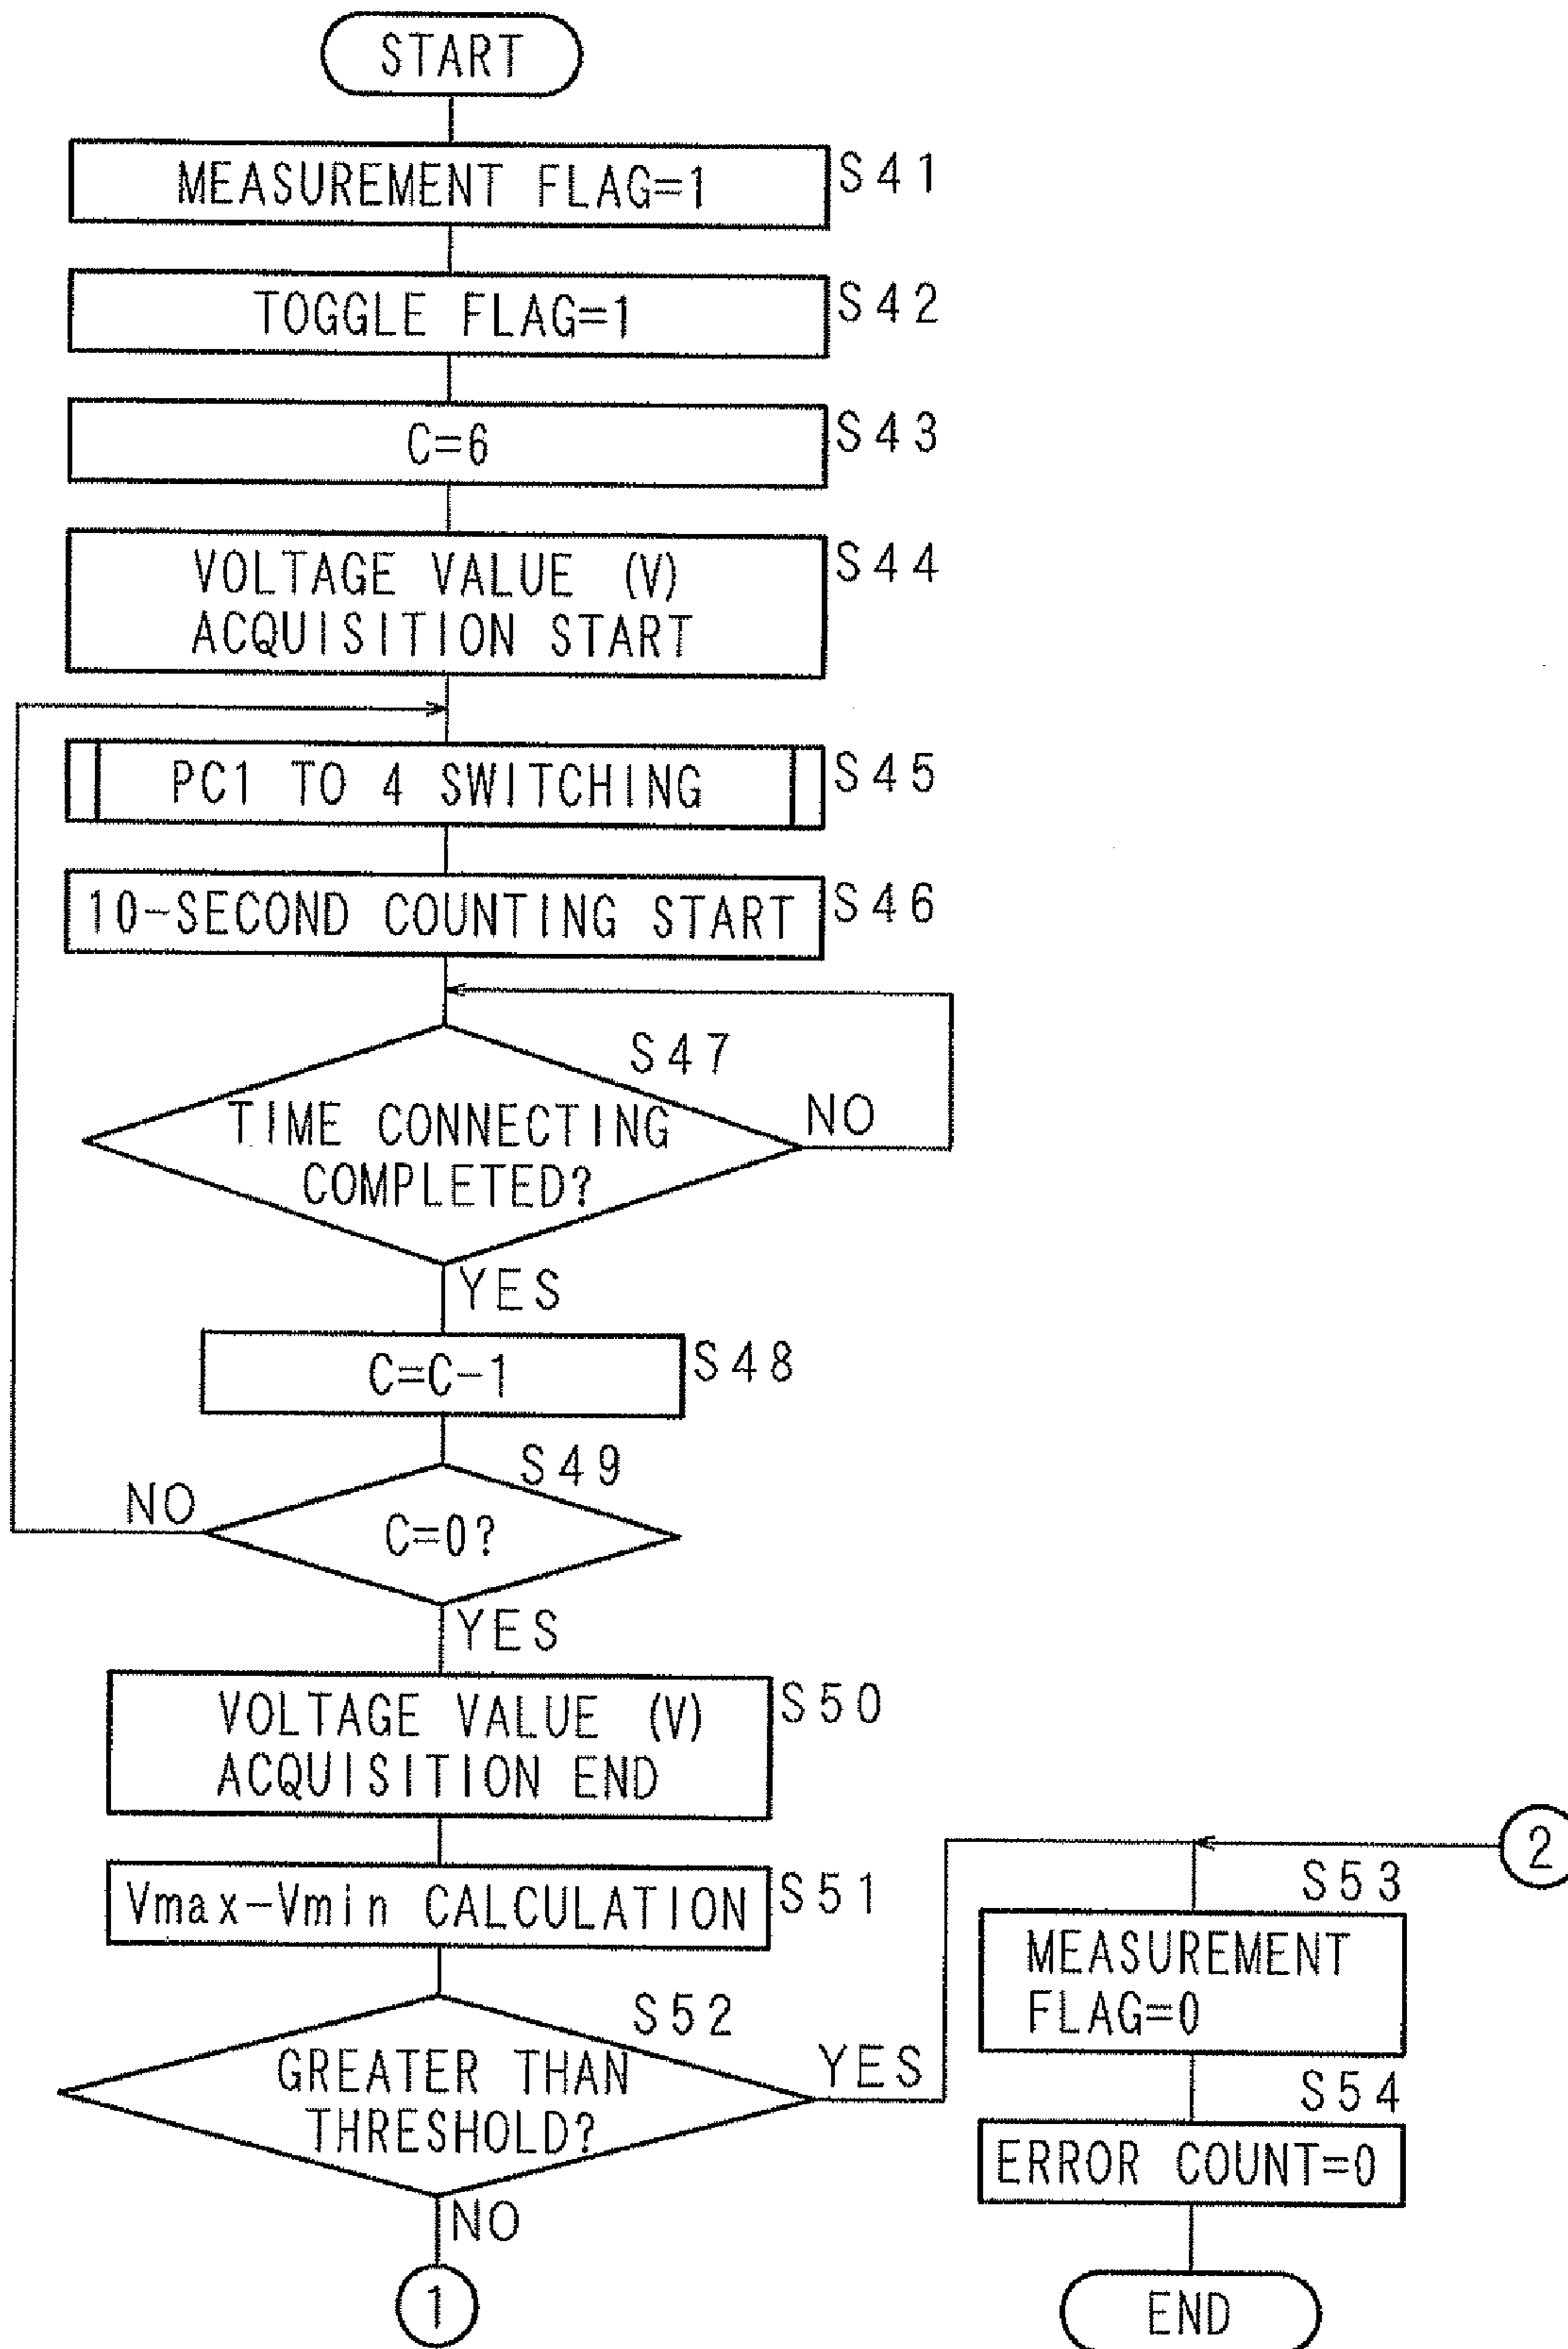 START
MEASUREMENT FLAG=1 S41
TOGGLE FLAG=1 S42
C=6 S43
VOLTAGE VALUE (V) S44
ACQUISITION START
PC1 TO 4 SWITCHING S45
10-SECOND COUNTING START S46
S47
TIME CONNECTING
COMPLETED?
NO
YES
C=C-1 S48
S49
C=0?
NO
YES
VOLTAGE VALUE (V) S50
ACQUISITION END
Vmax-Vmin CALCULATION S51
S52
GREATER THAN
THRESHOLD?
YES
NO
1
2
S53
MEASUREMENT
FLAG=0
S54
ERROR COUNT=0
END